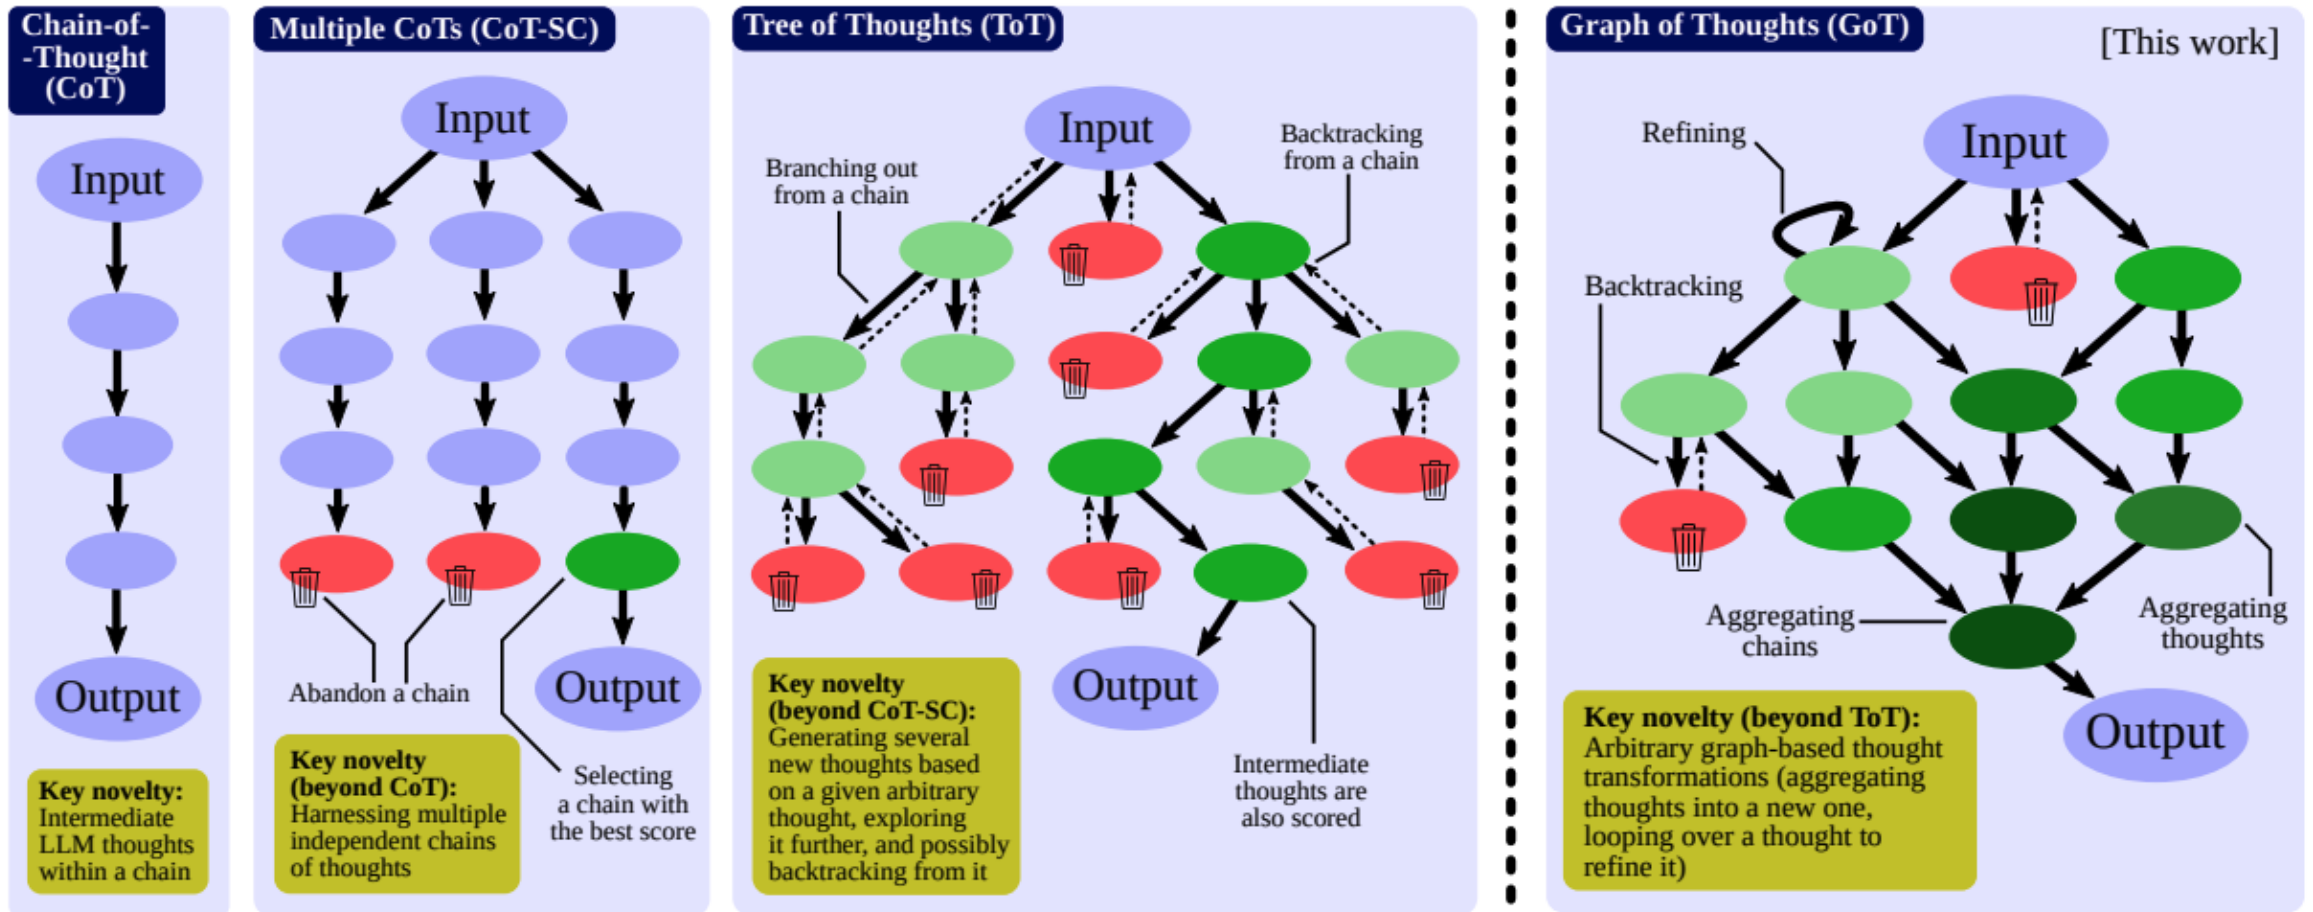 Chain-of-
-Thought
(CoT)
Input
Output
Key novelty:
Intermediate
LLM thoughts
within a chain
Multiple CoTs (CoT-SC)
Input
Abandon a chain
Output
Key novelty
(beyond CoT):
Harnessing multiple
independent chains
of thoughts
Selecting
a chain with
the best score
Tree of Thoughts (ToT)
Input
Branching out
from a chain
Backtracking
from a chain
Output
Key novelty
(beyond CoT-SC):
Generating several
new thoughts based
on a given arbitrary
thought, exploring
it further, and possibly
backtracking from it
Intermediate
thoughts are
also scored
Graph of Thoughts (GoT)
[This work]
Input
Refining
Backtracking
Aggregating
chains
Aggregating
thoughts
Output
Key novelty (beyond ToT):
Arbitrary graph-based thought
transformations (aggregating
thoughts into a new one,
looping over a thought to
refine it)